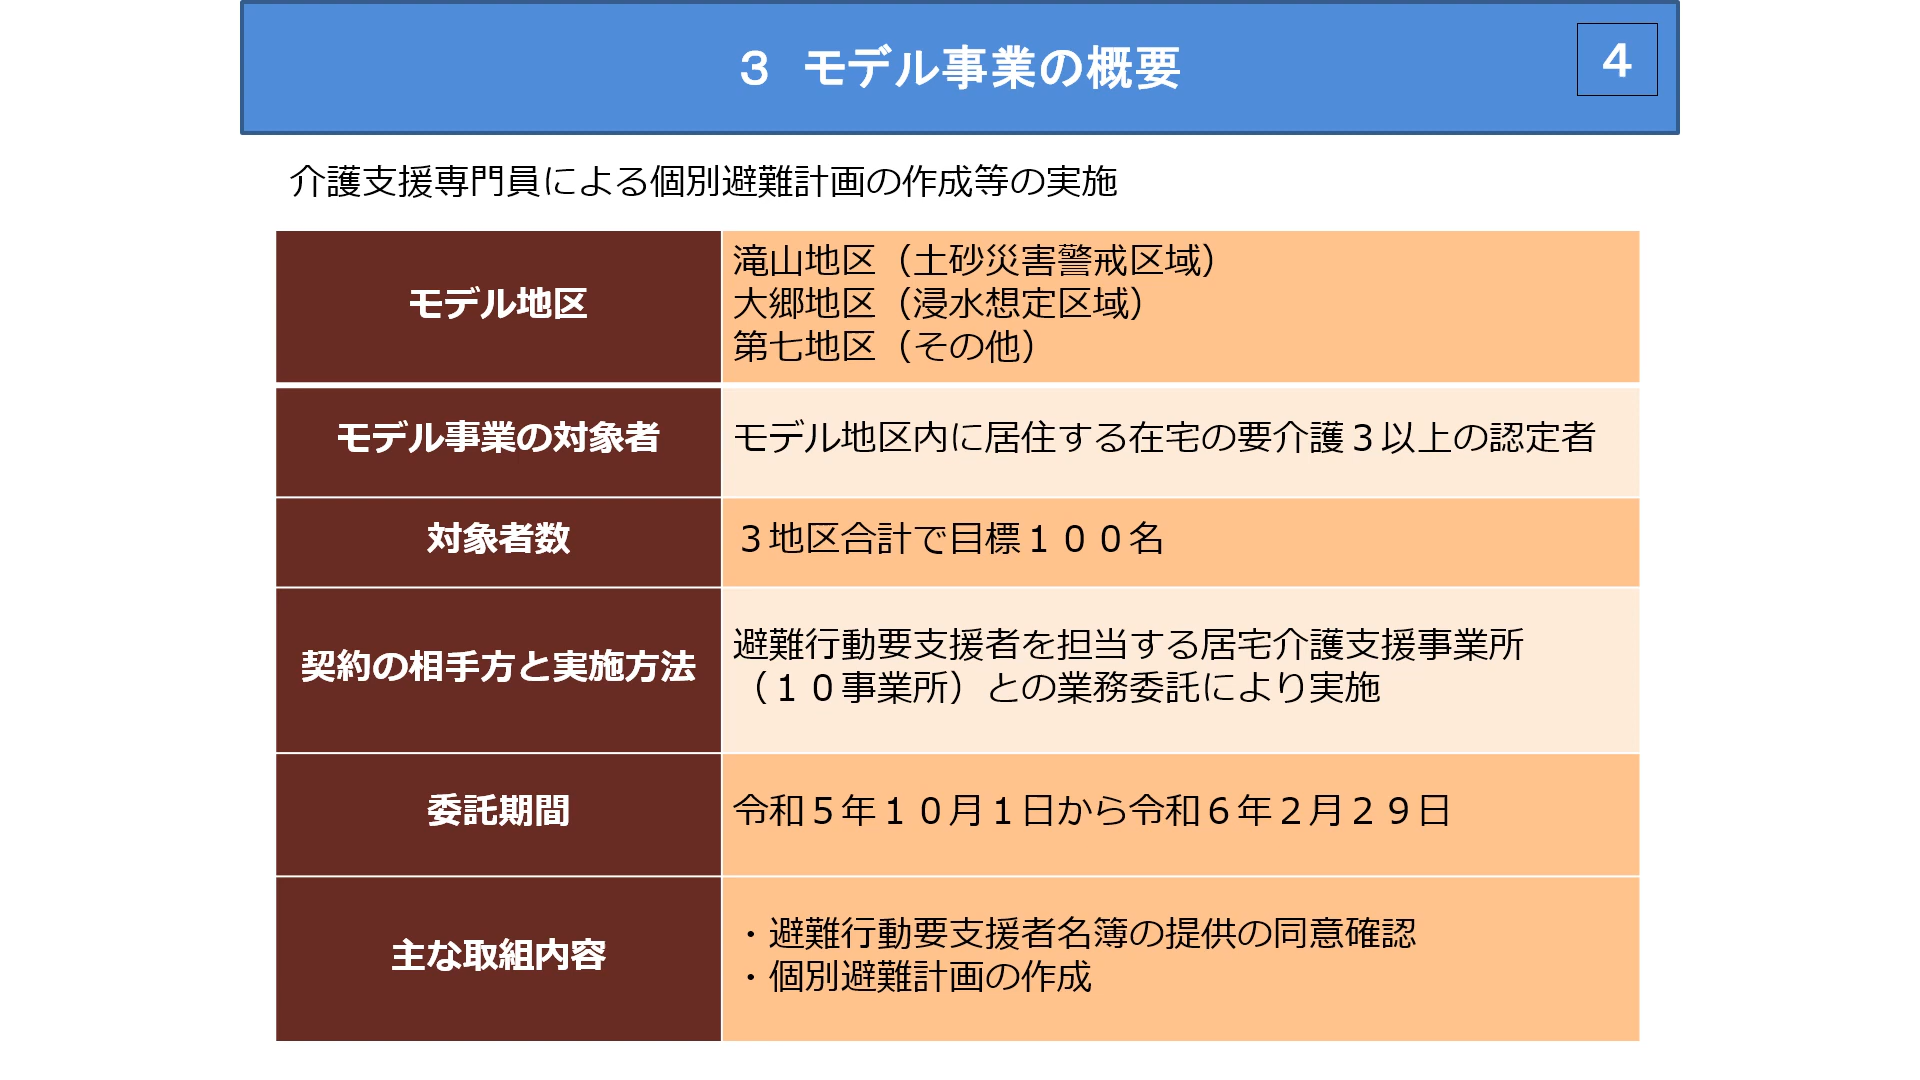 ３　モデル事業の概要
４
介護支援専門員による個別避難計画の作成等の実施
モデル地区
滝山地区（土砂災害警戒区域）
大郷地区（浸水想定区域）
第七地区（その他）
モデル事業の対象者
モデル地区内に居住する在宅の要介護３以上の認定者
対象者数
３地区合計で目標１００名
契約の相手方と実施方法
避難行動要支援者を担当する居宅介護支援事業所
（１０事業所）との業務委託により実施
委託期間
令和５年１０月１日から令和６年２月２９日
主な取組内容
・避難行動要支援者名簿の提供の同意確認
・個別避難計画の作成